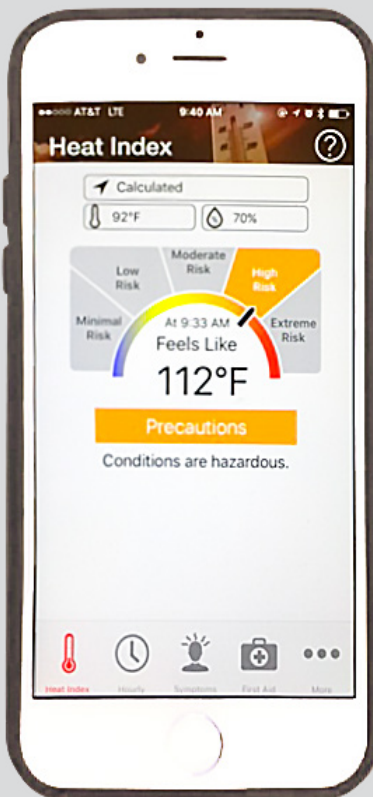 AT&T LTE 9:40 AM
Heat Index
Calculated
92°F 70%
Minimal Risk
Low Risk
Moderate Risk
High Risk
Extreme Risk
At 9:33 AM
Feels Like
112°F
Precautions
Conditions are hazardous.
Heat Index Hourly Symptoms First Aid More